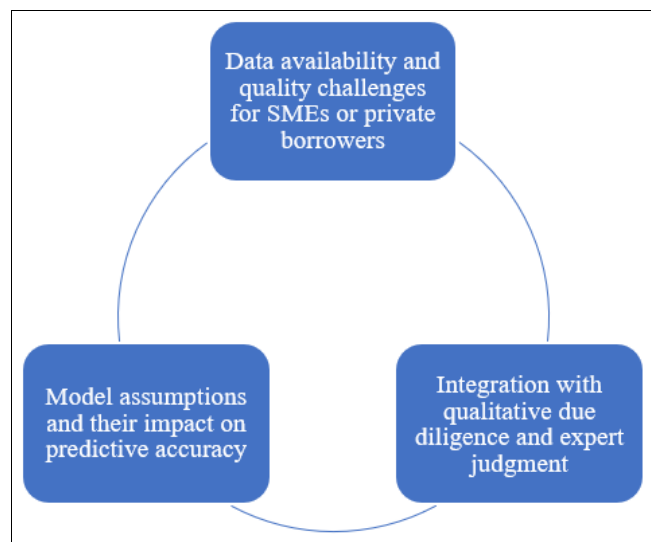 Data availability and
quality challenges
for SMEs or private
borrowers
Model assumptions
and their impact on
predictive accuracy
Integration with
qualitative due
diligence and expert
judgment